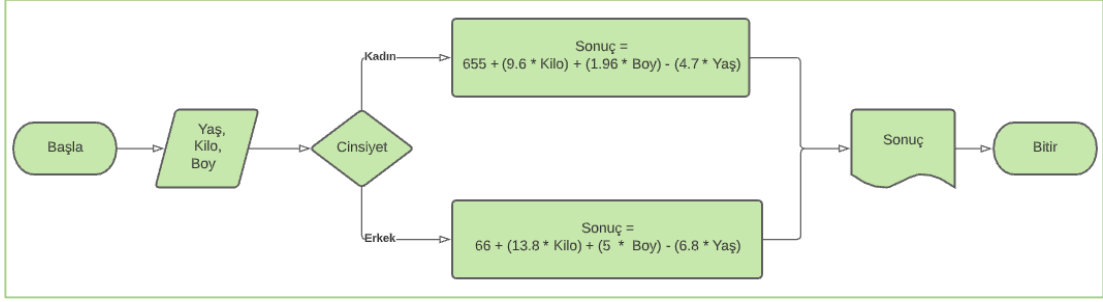 Başla
Yaş,
Kilo,
Boy
Cinsiyet
Kadın
Sonuç =
655 + (9.6 * Kilo) + (1.96 * Boy) - (4.7 * Yaş)
Erkek
Sonuç =
66 + (13.8 * Kilo) + (5 * Boy) - (6.8 * Yaş)
Sonuç
Bitir